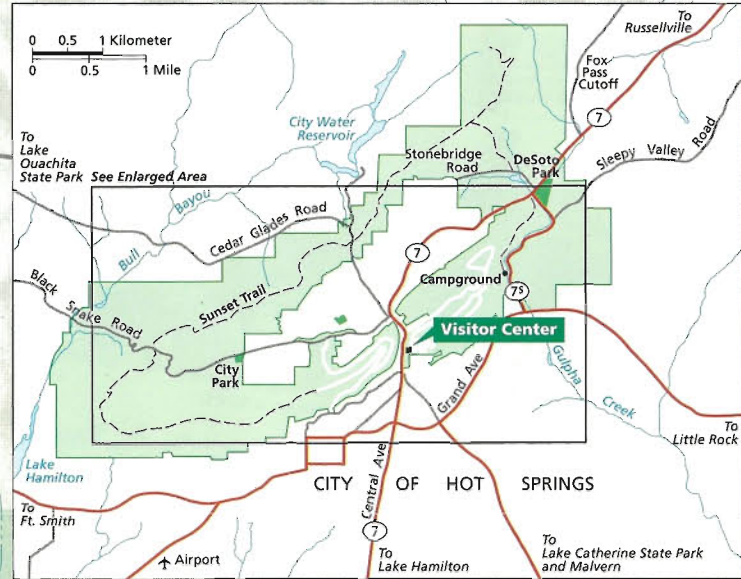 0 0.5 1 Kilometer
0 0.5 1 Mile
To
Russellville
Fox
Pass
Cutoff
7
City Water
Reservoir
To
Lake
Ouachita
State Park
See Enlarged Area
Stonebridge
Road
DeSoto
Park
Sleepy Valley Road
Bull Bayou
Cedar Glades Road
7
Campground
7S
Black Snake Road
Sunset Trail
Visitor Center
City
Park
Grand Ave
Gulpha Creek
To
Little Rock
Lake
Hamilton
CITY OF HOT SPRINGS
Central Ave
To
Ft. Smith
7
Airport
To
Lake Hamilton
To
Lake Catherine State Park
and Malvern